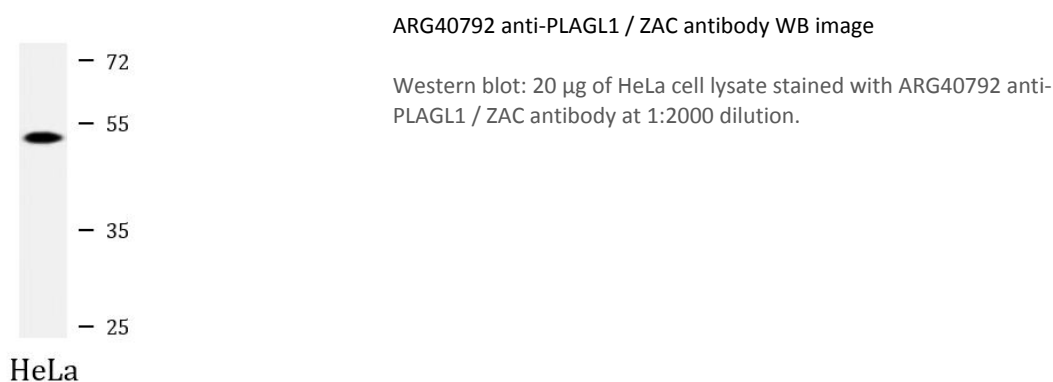 ARG40792 anti-PLAGL1 / ZAC antibody WB image
Western blot: 20 µg of HeLa cell lysate stained with ARG40792 anti-
PLAGL1 / ZAC antibody at 1:2000 dilution.
– 72
– 55
– 35
– 25
HeLa